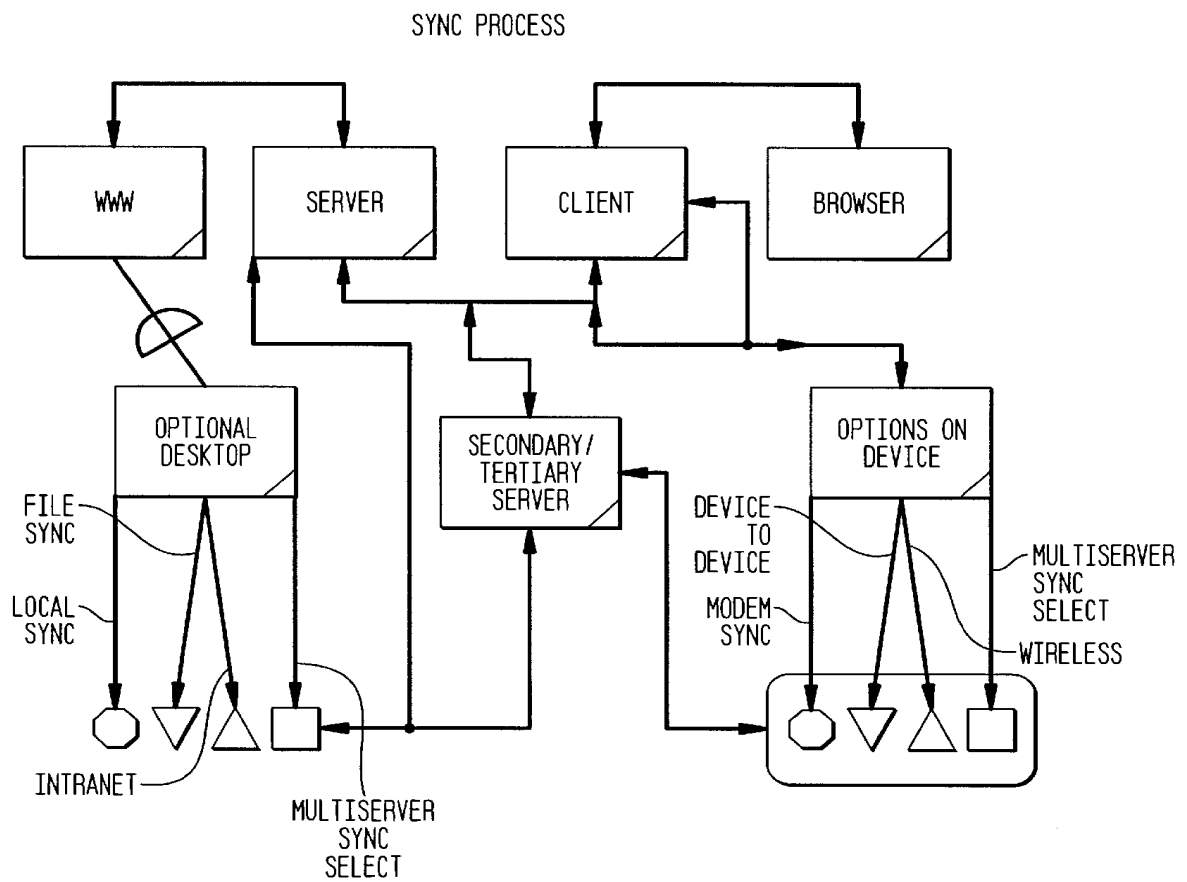 SYNC PROCESS
WWW
SERVER
CLIENT
BROWSER
OPTIONAL
DESKTOP
SECONDARY/
TERTIARY
SERVER
OPTIONS ON
DEVICE
FILE
SYNC
LOCAL
SYNC
INTRANET
MULTISERVER
SYNC
SELECT
DEVICE
TO
DEVICE
MODEM
SYNC
MULTISERVER
SYNC
SELECT
WIRELESS